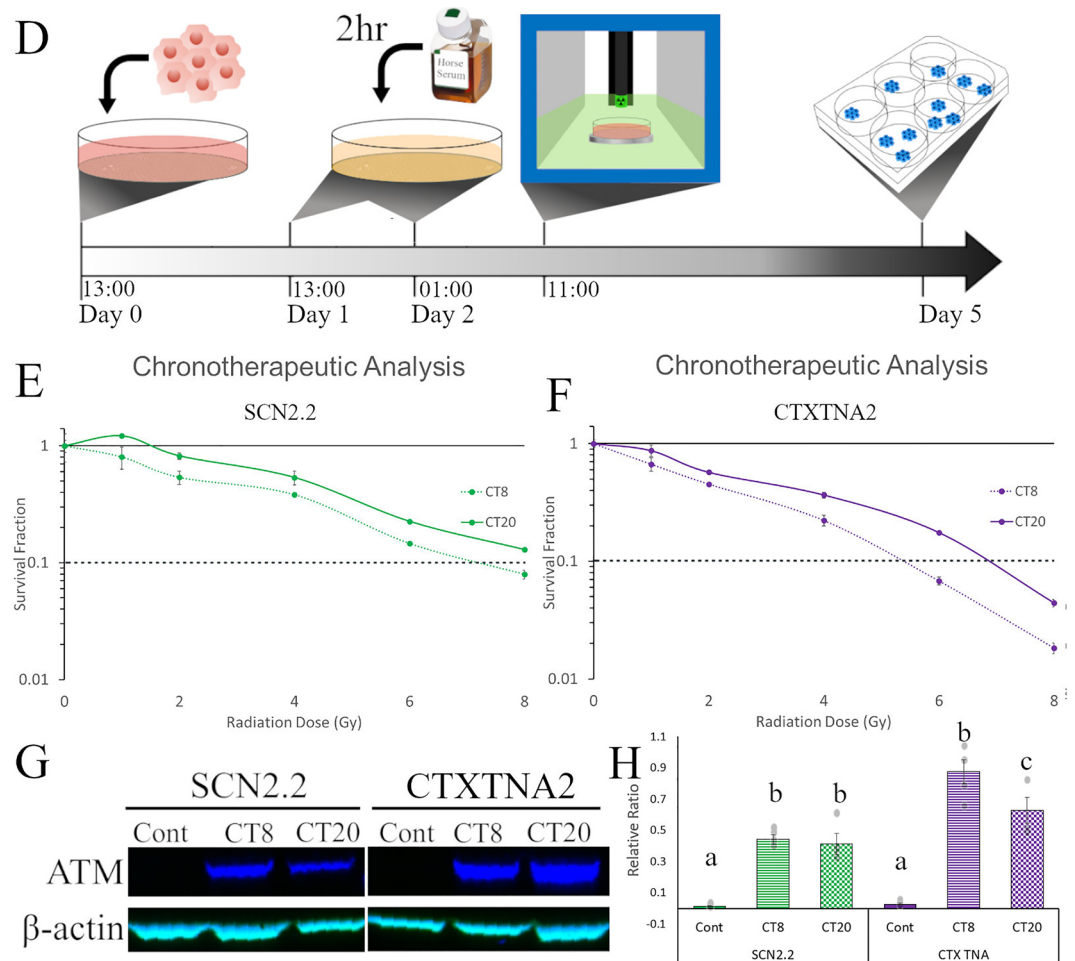 D
2hr
Horse
Serum
13:00
Day 0
13:00
Day 1
01:00
Day 2
11:00
Day 5
E
Chronotherapeutic Analysis
SCN2.2
Survival Fraction
1
0.1
0.01
0
2
4
6
8
Radiation Dose (Gy)
CT8
CT20
F
Chronotherapeutic Analysis
CTXTNA2
Survival Fraction
1
0.1
0.01
0
2
4
6
8
Radiation Dose (Gy)
CT8
CT20
G
SCN2.2
CTXTNA2
Cont CT8 CT20
Cont CT8 CT20
ATM
β-actin
H
Relative Ratio
1.1
0.9
0.7
0.5
0.3
0.1
-0.1
a
b
b
a
b
c
Cont CT8 CT20 Cont CT8 CT20
SCN2.2 CTX TNA